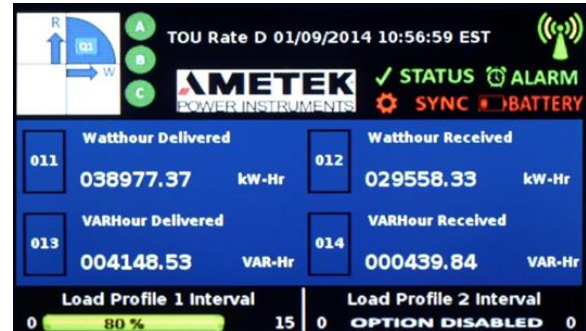 R
Q1
W
A
B
C
TOU Rate D 01/09/2014 10:56:59 EST
AMETEK
POWER INSTRUMENTS
STATUS ALARM
SYNC BATTERY
011
Watthour Delivered
038977.37 kW-Hr
012
Watthour Received
029558.33 kW-Hr
013
VARHour Delivered
004148.53 VAR-Hr
014
VARHour Received
000439.84 VAR-Hr
Load Profile 1 Interval
0 80 % 15
Load Profile 2 Interval
0 OPTION DISABLED 0